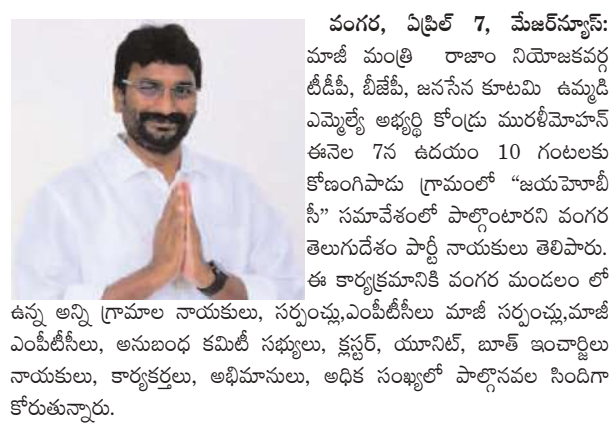 వంగర, ఏప్రిల్ 7, మేజర్‌న్యూస్:
మాజీ మంత్రి రాజాం నియోజకవర్గ
టీడీపీ, బీజేపీ, జనసేన కూటమి ఉమ్మడి
ఎమ్మెల్యే అభ్యర్థి కోండ్రు మురళీమోహన్
ఈనెల 7న ఉదయం 10 గంటలకు
కోణంగిపాడు గ్రామంలో “జయహెూబీ
సీ” సమావేశంలో పాల్గొంటారని వంగర
తెలుగుదేశం పార్టీ నాయకులు తెలిపారు.
ఈ కార్యక్రమానికి వంగర మండలం లో
ఉన్న అన్ని గ్రామాల నాయకులు, సర్పంచ్లు,ఎంపీటీసీలు మాజీ సర్పంచ్లు,మాజీ
ఎంపీటీసీలు, అనుబంధ కమిటీ సభ్యులు, క్లస్టర్, యూనిట్, బూత్ ఇంచార్జిలు
నాయకులు, కార్యకర్తలు, అభిమానులు, అధిక సంఖ్యలో పాల్గొనవల సిందిగా
కోరుతున్నారు.